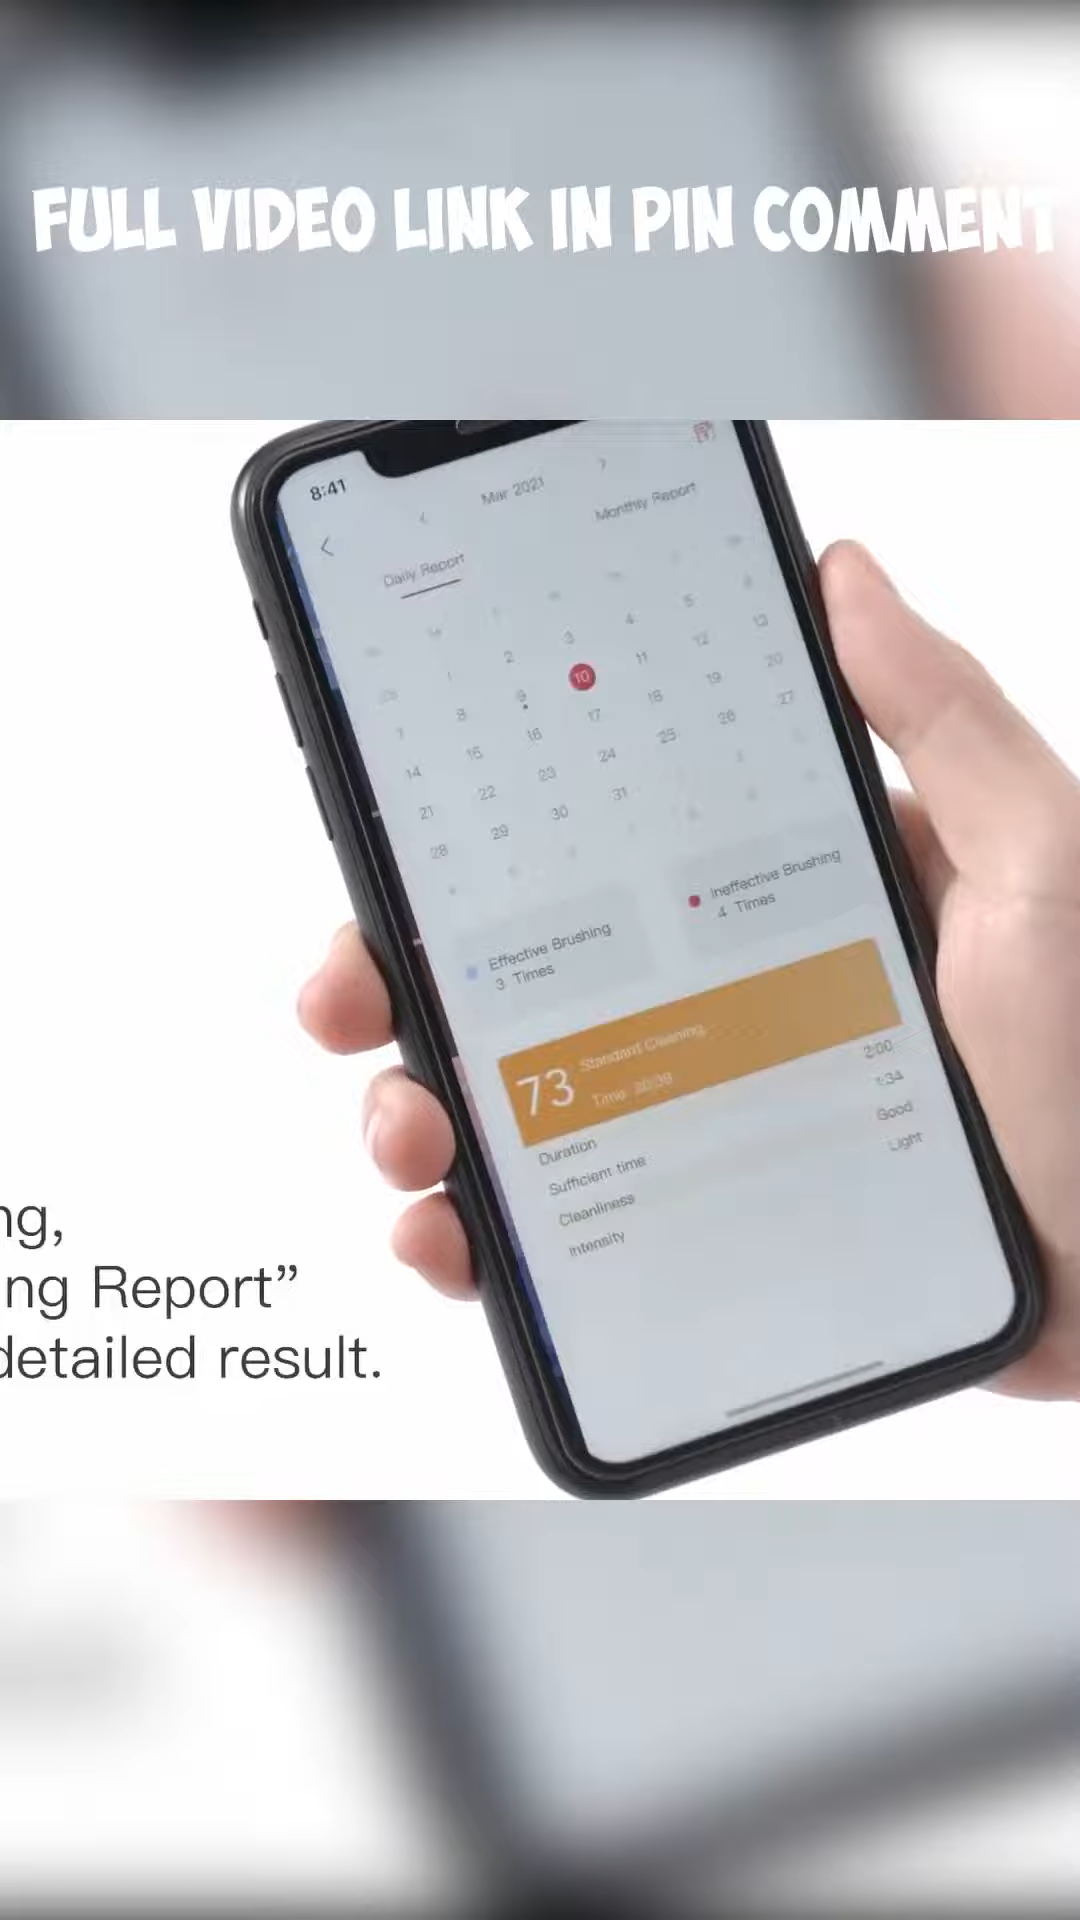 FULL VIDEO LINK IN PIN COMMENT
8:41
Mar 2021
Daily Report
Monthly Report
1 2 3 4 5 6
7 8 9 10 11 12 13
14 15 16 17 18 19 20
21 22 23 24 25 26 27
28 29 30 31
Effective Brushing
3 Times
Ineffective Brushing
4 Times
73
Standard Cleaning
Time
Duration 2:00
Sufficient time 1:34
Cleanliness Good
Intensity Light
ng,
ng Report”
detailed result.